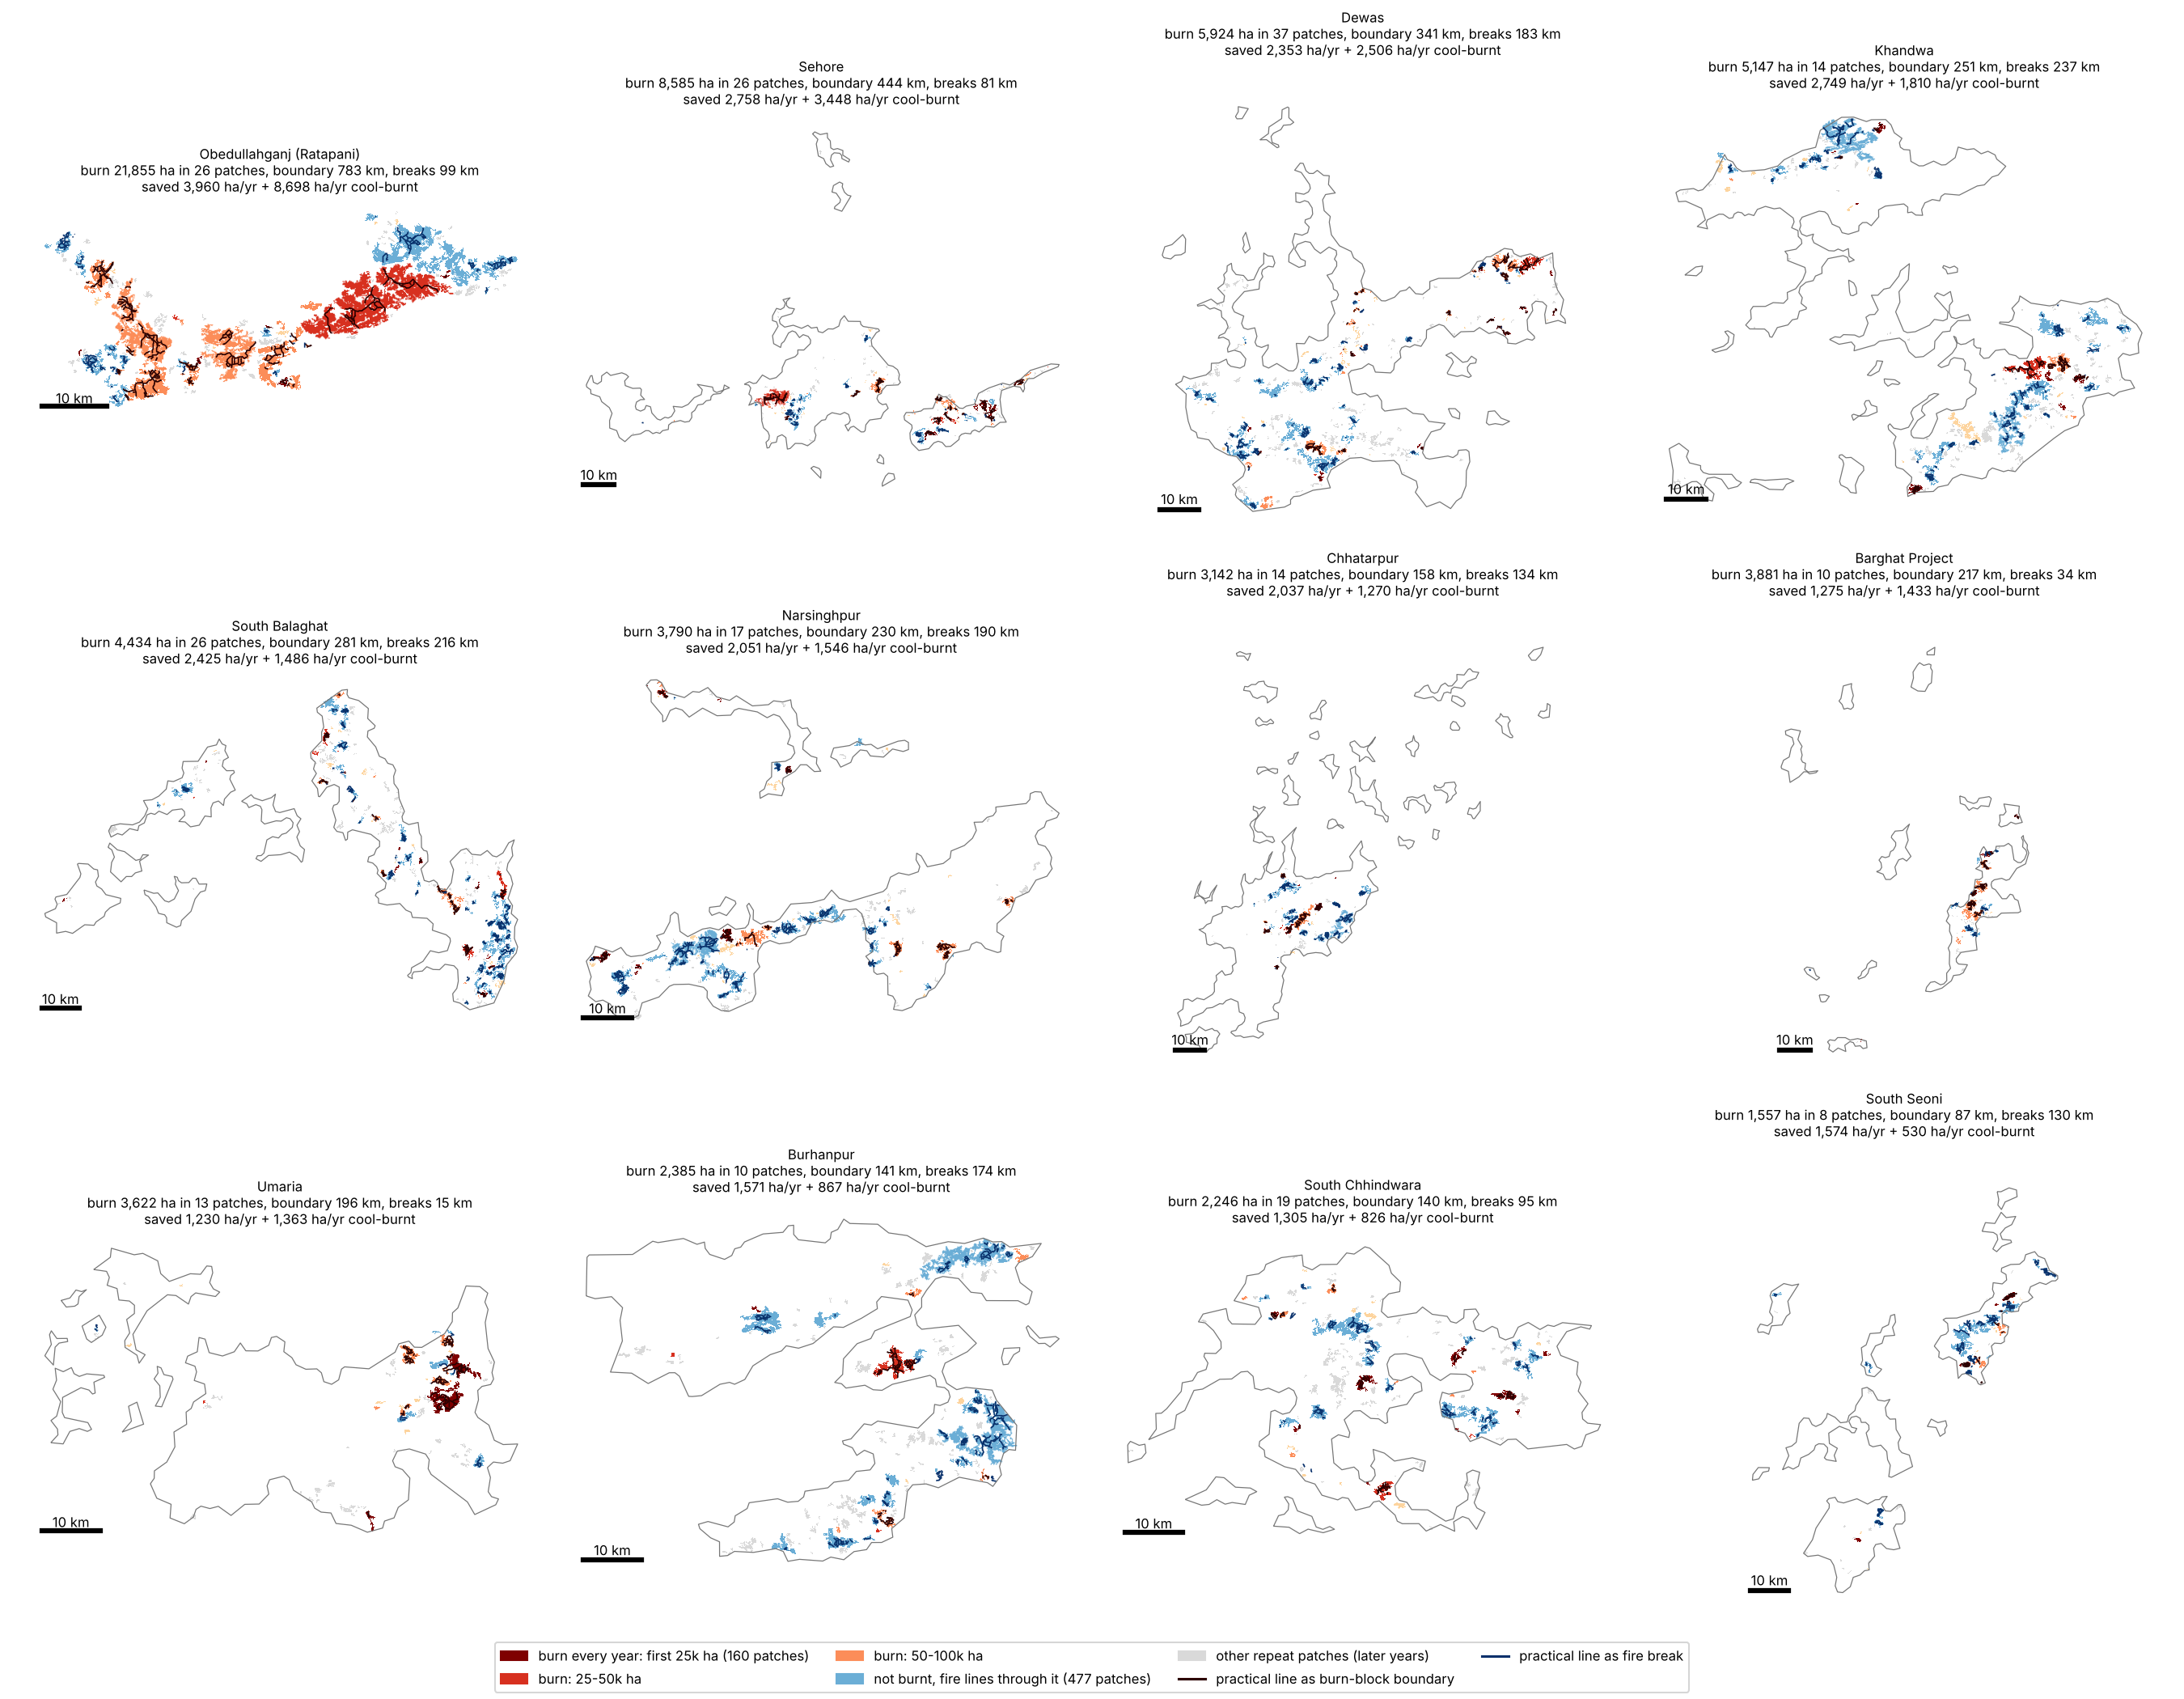 Obedullahganj (Ratapani)
burn 21,855 ha in 26 patches, boundary 783 km, breaks 99 km
saved 3,960 ha/yr + 8,698 ha/yr cool-burnt
10 km
Sehore
burn 8,585 ha in 26 patches, boundary 444 km, breaks 81 km
saved 2,758 ha/yr + 3,448 ha/yr cool-burnt
10 km
Dewas
burn 5,924 ha in 37 patches, boundary 341 km, breaks 183 km
saved 2,353 ha/yr + 2,506 ha/yr cool-burnt
10 km
Khandwa
burn 5,147 ha in 14 patches, boundary 251 km, breaks 237 km
saved 2,749 ha/yr + 1,810 ha/yr cool-burnt
10 km
South Balaghat
burn 4,434 ha in 26 patches, boundary 281 km, breaks 216 km
saved 2,425 ha/yr + 1,486 ha/yr cool-burnt
10 km
Narsinghpur
burn 3,790 ha in 17 patches, boundary 230 km, breaks 190 km
saved 2,051 ha/yr + 1,546 ha/yr cool-burnt
10 km
Chhatarpur
burn 3,142 ha in 14 patches, boundary 158 km, breaks 134 km
saved 2,037 ha/yr + 1,270 ha/yr cool-burnt
10 km
Barghat Project
burn 3,881 ha in 10 patches, boundary 217 km, breaks 34 km
saved 1,275 ha/yr + 1,433 ha/yr cool-burnt
10 km
Umaria
burn 3,622 ha in 13 patches, boundary 196 km, breaks 15 km
saved 1,230 ha/yr + 1,363 ha/yr cool-burnt
10 km
Burhanpur
burn 2,385 ha in 10 patches, boundary 141 km, breaks 174 km
saved 1,571 ha/yr + 867 ha/yr cool-burnt
10 km
South Chhindwara
burn 2,246 ha in 19 patches, boundary 140 km, breaks 95 km
saved 1,305 ha/yr + 826 ha/yr cool-burnt
10 km
South Seoni
burn 1,557 ha in 8 patches, boundary 87 km, breaks 130 km
saved 1,574 ha/yr + 530 ha/yr cool-burnt
10 km
burn every year: first 25k ha (160 patches)
burn: 25-50k ha
burn: 50-100k ha
not burnt, fire lines through it (477 patches)
other repeat patches (later years)
practical line as burn-block boundary
practical line as fire break